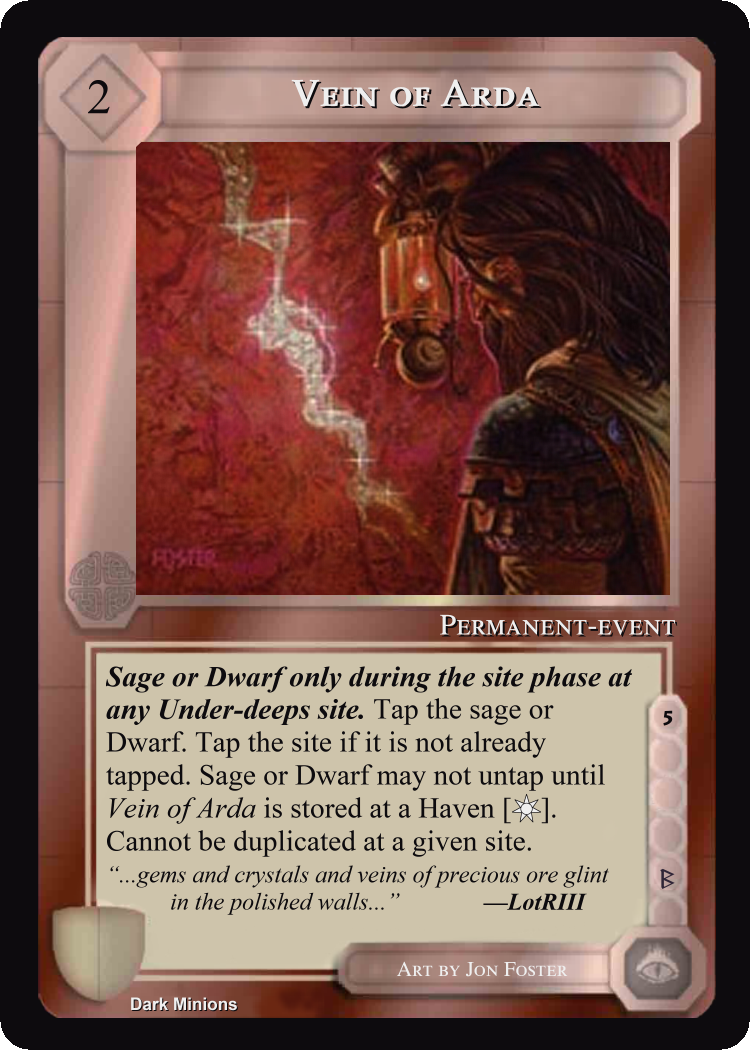 2
Vein of Arda
FOSTER
Permanent-event
Sage or Dwarf only during the site phase at
any Under-deeps site. Tap the sage or
Dwarf. Tap the site if it is not already
tapped. Sage or Dwarf may not untap until
Vein of Arda is stored at a Haven [☼].
Cannot be duplicated at a given site.
“...gems and crystals and veins of precious ore glint
in the polished walls...” —LotRIII
5
ᛒ
Art by Jon Foster
Dark Minions